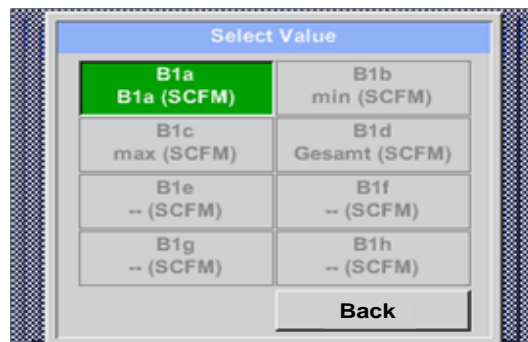 Select Value
B1a
B1a (SCFM)
B1b
min (SCFM)
B1c
max (SCFM)
B1d
Gesamt (SCFM)
B1e
-- (SCFM)
B1f
-- (SCFM)
B1g
-- (SCFM)
B1h
-- (SCFM)
Back